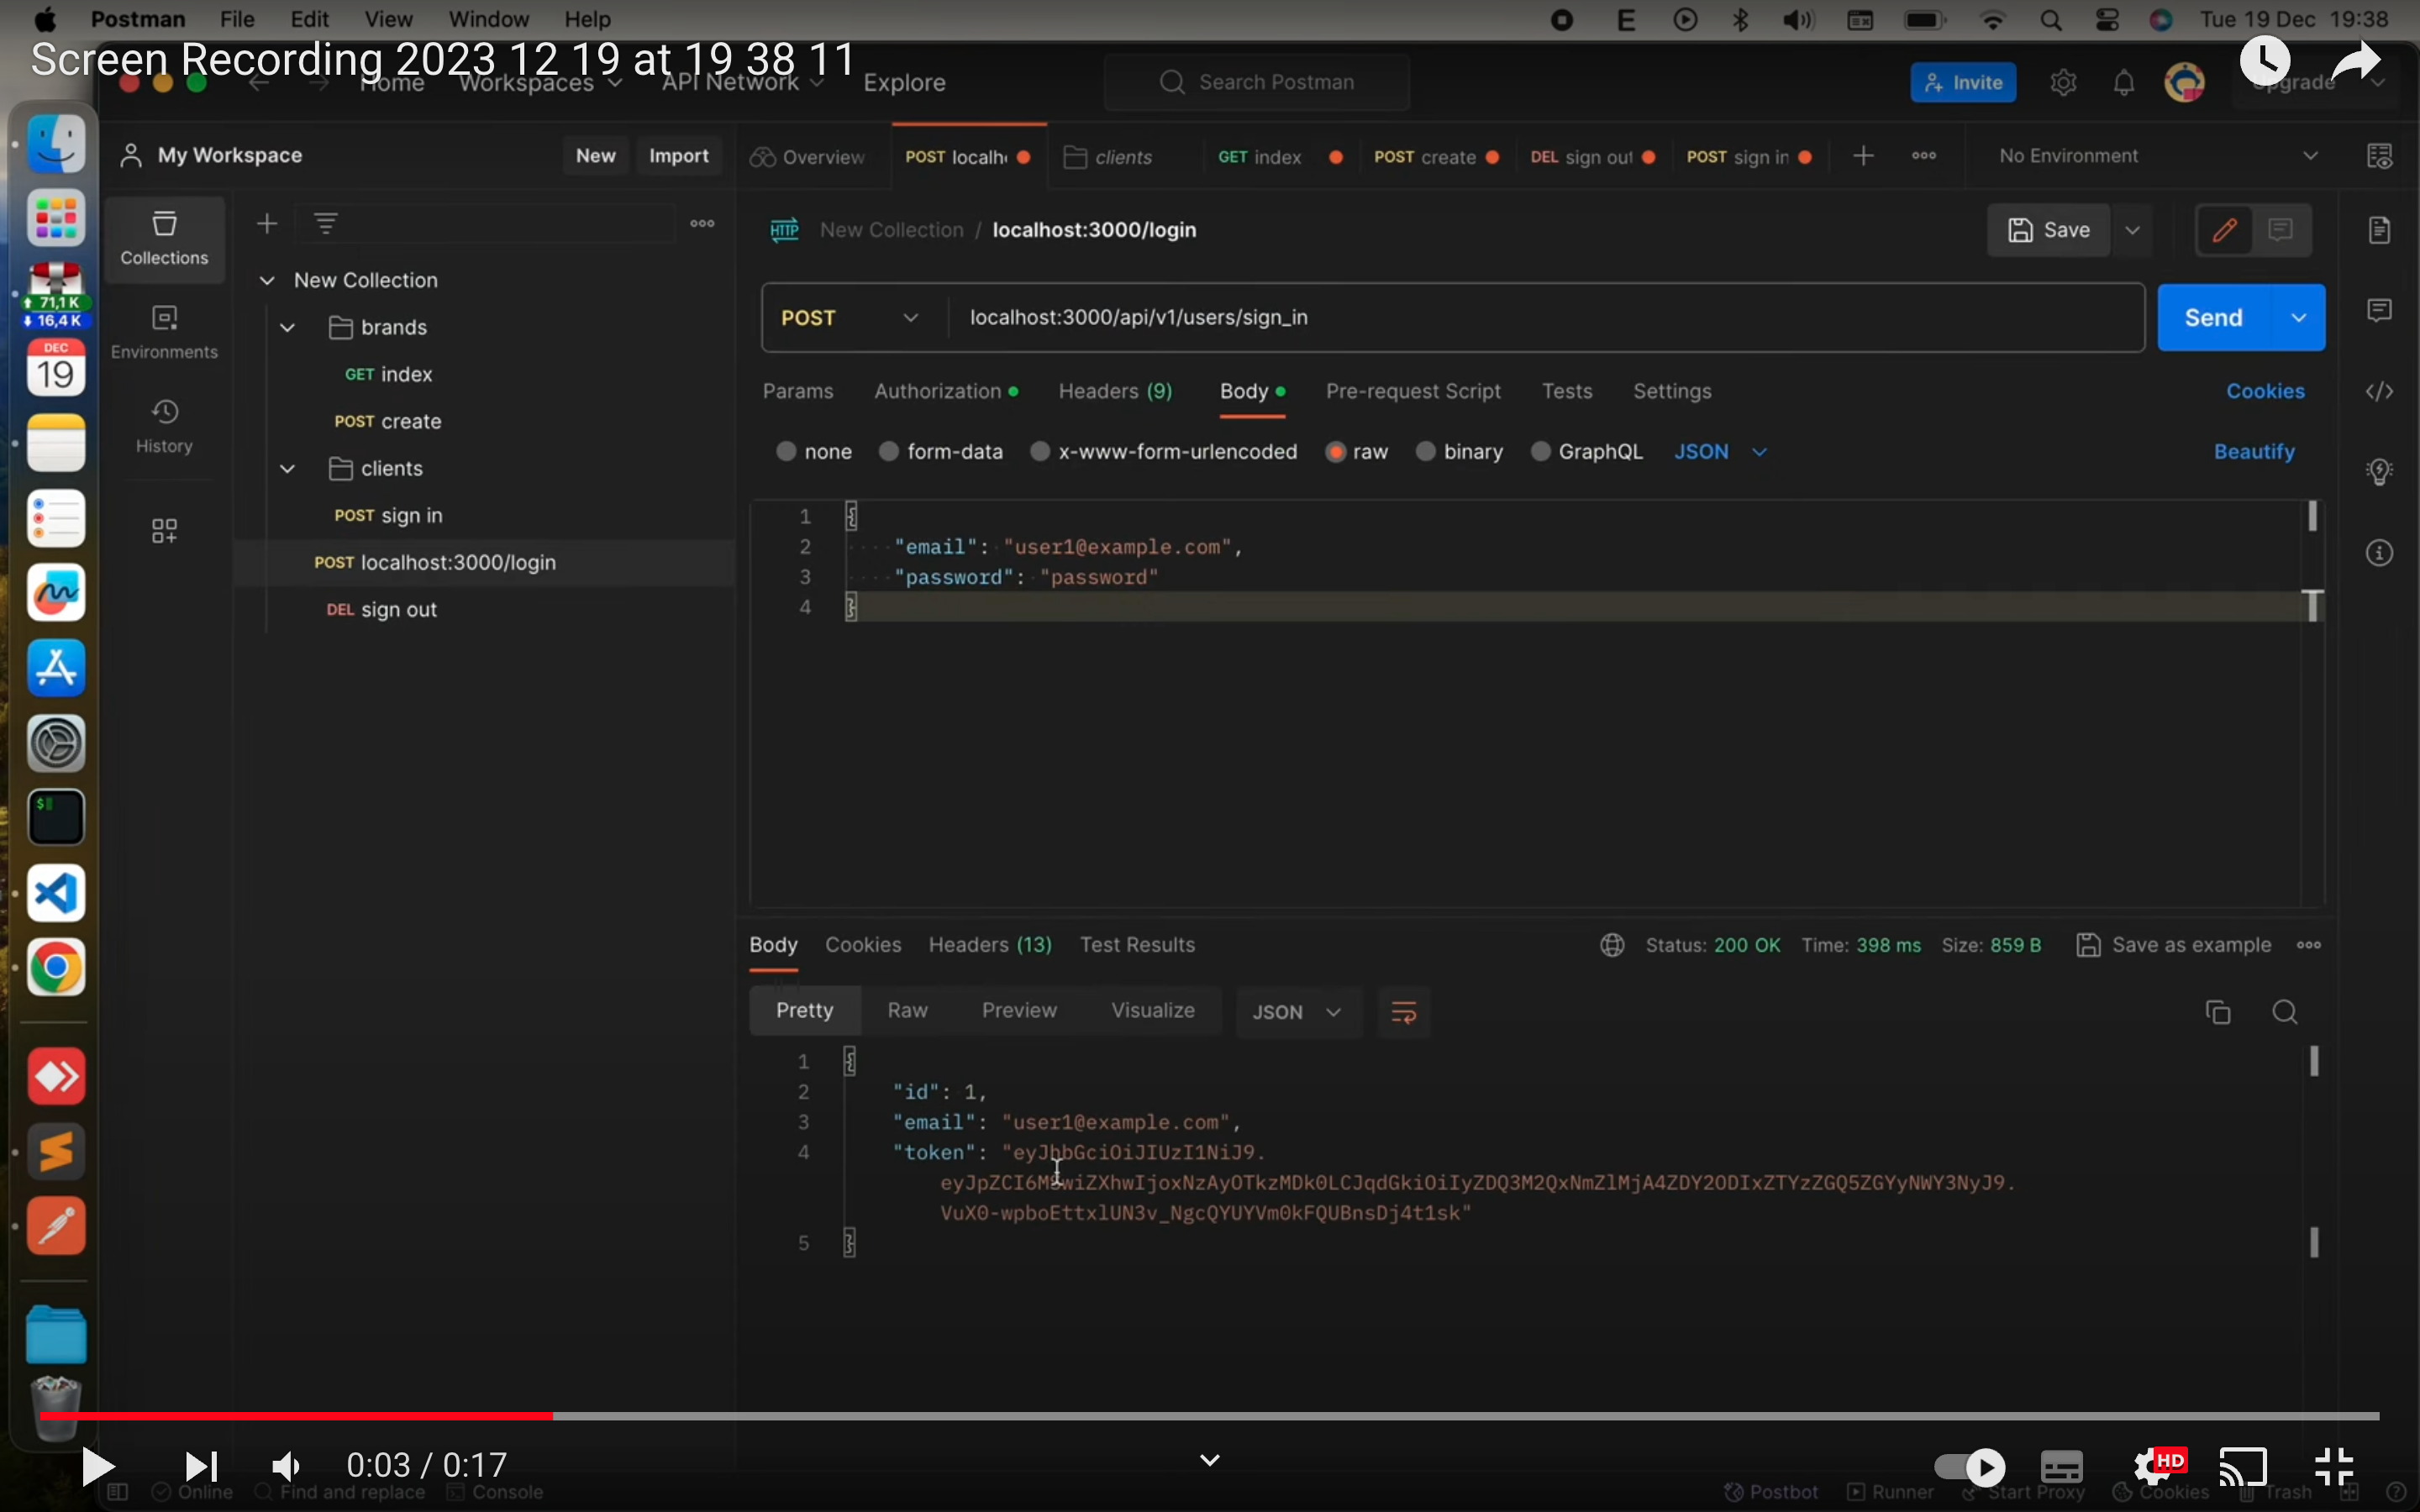 Postman File Edit View Window Help
Tue 19 Dec 19:38
Screen Recording 2023 12 19 at 19 38 11
Home Workspaces API Network Explore
Search Postman
Invite
Upgrade
My Workspace
New Import
Overview
POST localh
clients
GET index
POST create
DEL sign out
POST sign in
No Environment
Collections
Environments
History
New Collection
brands
GET index
POST create
clients
POST sign in
POST localhost:3000/login
DEL sign out
71,1 K
16,4 K
DEC
19
HTTP New Collection / localhost:3000/login
Save
POST localhost:3000/api/v1/users/sign_in
Send
Params Authorization Headers (9) Body Pre-request Script Tests Settings Cookies
none form-data x-www-form-urlencoded raw binary GraphQL JSON Beautify
1 {
2 "email": "user1@example.com",
3 "password": "password"
4 }
Body Cookies Headers (13) Test Results
Status: 200 OK Time: 398 ms Size: 859 B Save as example
Pretty Raw Preview Visualize JSON
1 {
2 "id": 1,
3 "email": "user1@example.com",
4 "token": "eyJhbGciOiJIUzI1NiJ9.
eyJpZCI6MSwiZXhwIjoxNzAyOTkzMDk0LCJqdGkiOiIyZDQ3M2QxNmZlMjA4ZDY2ODIxZTYzZGQ5ZGYyNWY3NyJ9.
VuX0-wpboEttxlUN3v_NgcQYUYVm0kFQUBnsDj4t1sk"
5 }
0:03 / 0:17
HD
Online Find and replace Console
Postbot Runner Start Proxy Cookies Trash